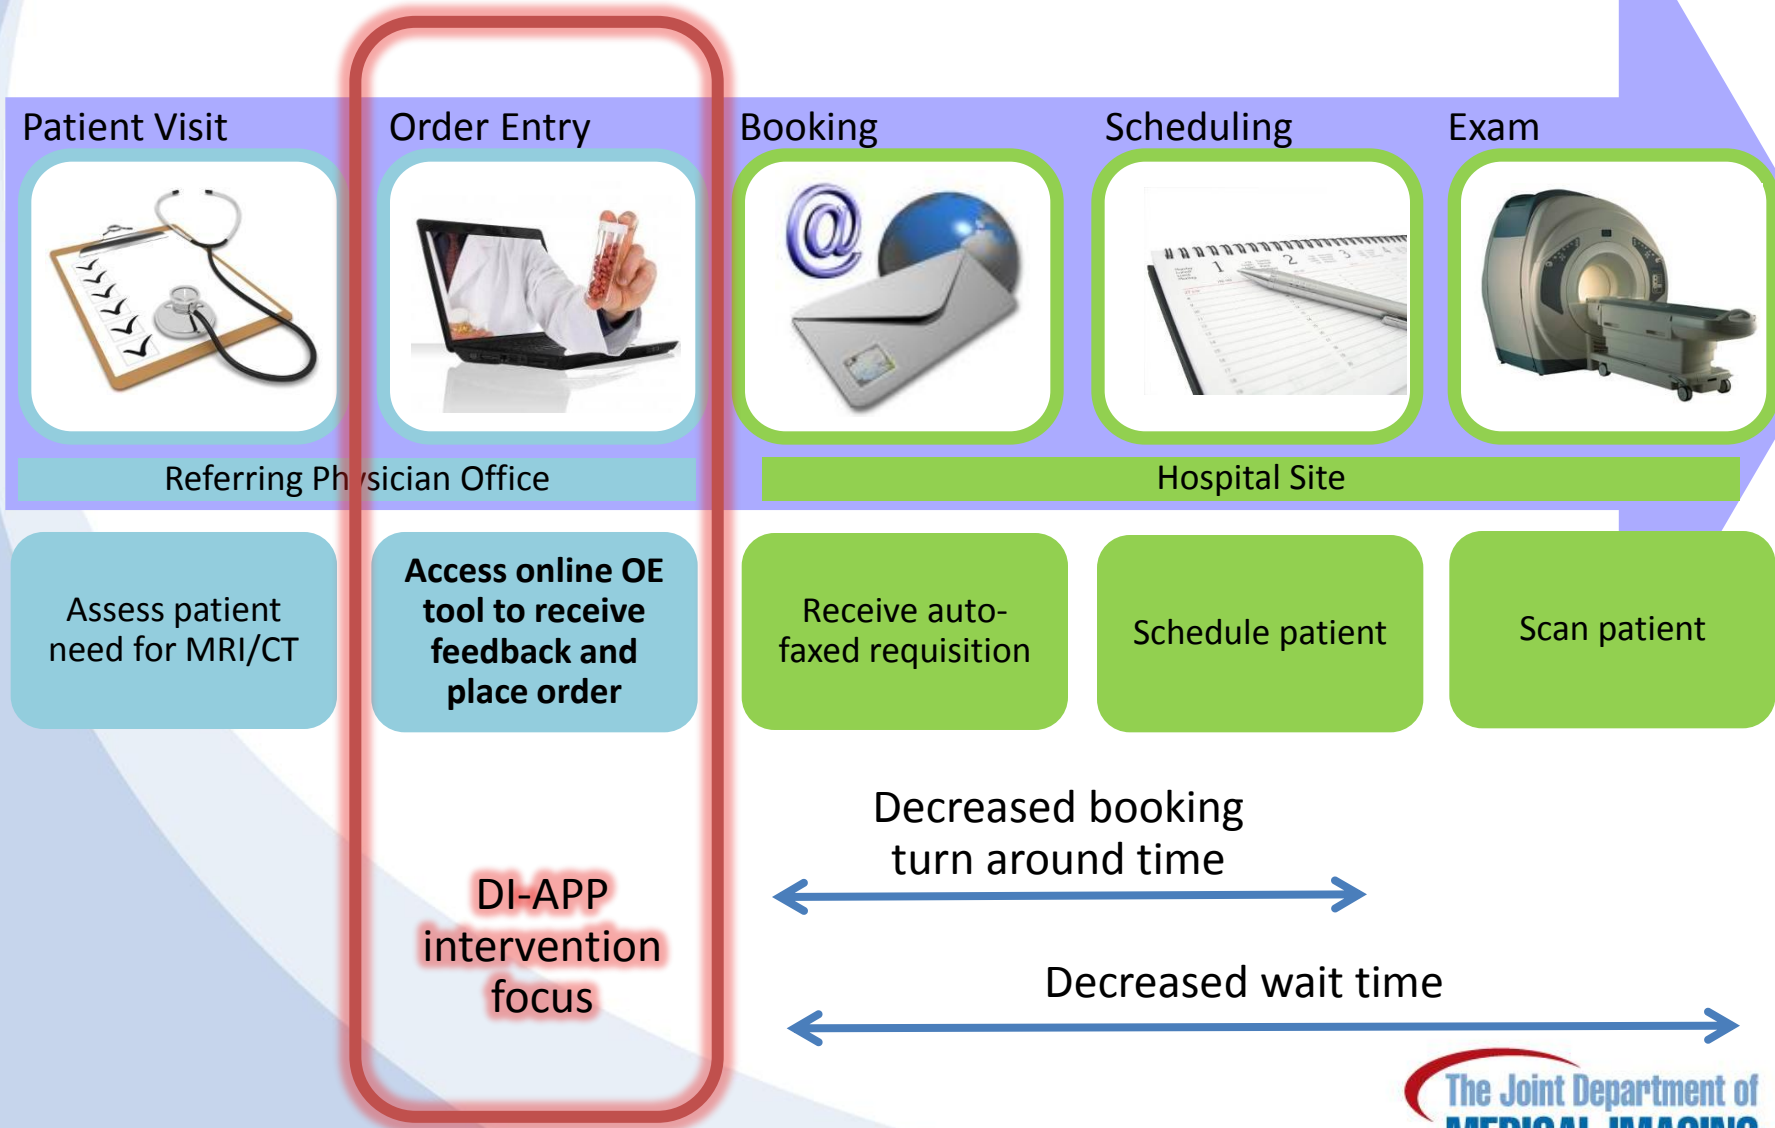 Patient Visit
Order Entry
Booking
Scheduling
Exam
Referring Physician Office
Hospital Site
Assess patient
need for MRI/CT
Access online OE
tool to receive
feedback and
place order
Receive auto-
faxed requisition
Schedule patient
Scan patient
Decreased booking
turn around time
DI-APP
intervention
focus
Decreased wait time
The Joint Department of
MEDICAL IMAGING